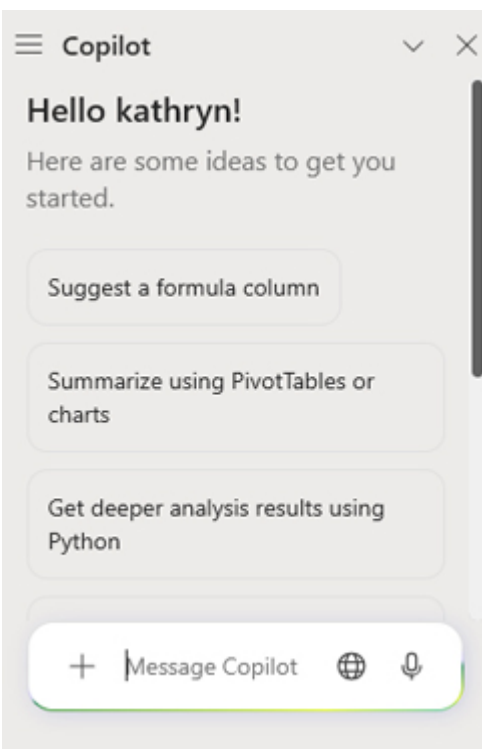 Copilot
Hello kathryn!
Here are some ideas to get you
started.
Suggest a formula column
Summarize using PivotTables or
charts
Get deeper analysis results using
Python
Message Copilot